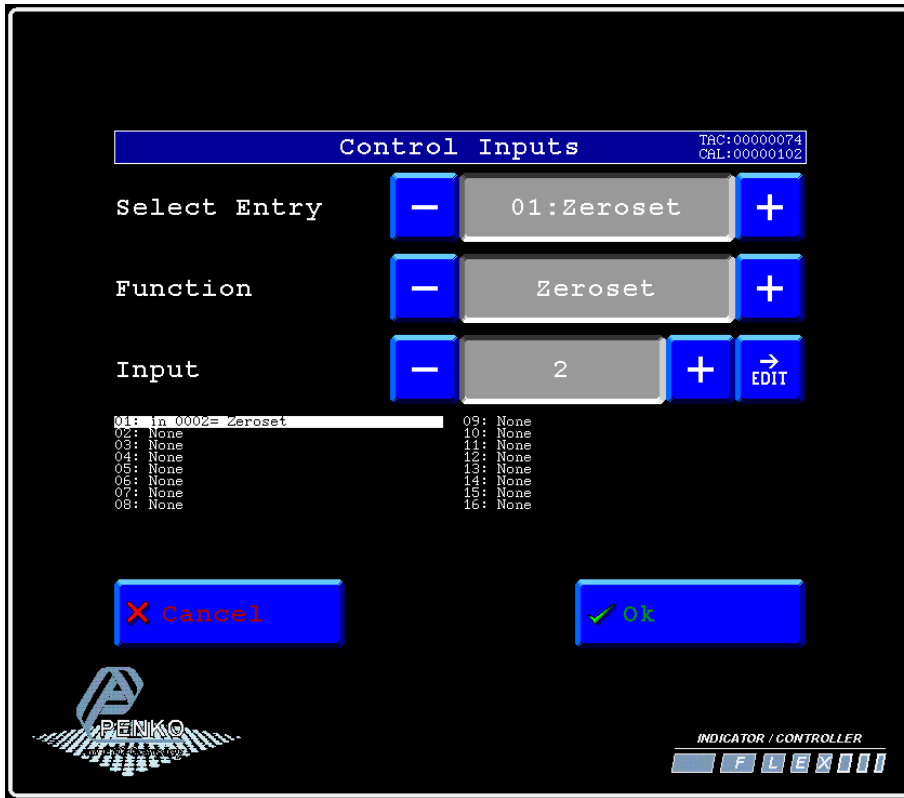 Control Inputs
TAC:00000074
CAL:00000102
Select Entry
01:Zeroset
Function
Zeroset
Input
2
EDIT
01: in 0002= Zeroset
02: None
03: None
04: None
05: None
06: None
07: None
08: None
09: None
10: None
11: None
12: None
13: None
14: None
15: None
16: None
Cancel
Ok
PENKO
INDICATOR / CONTROLLER
FLEX